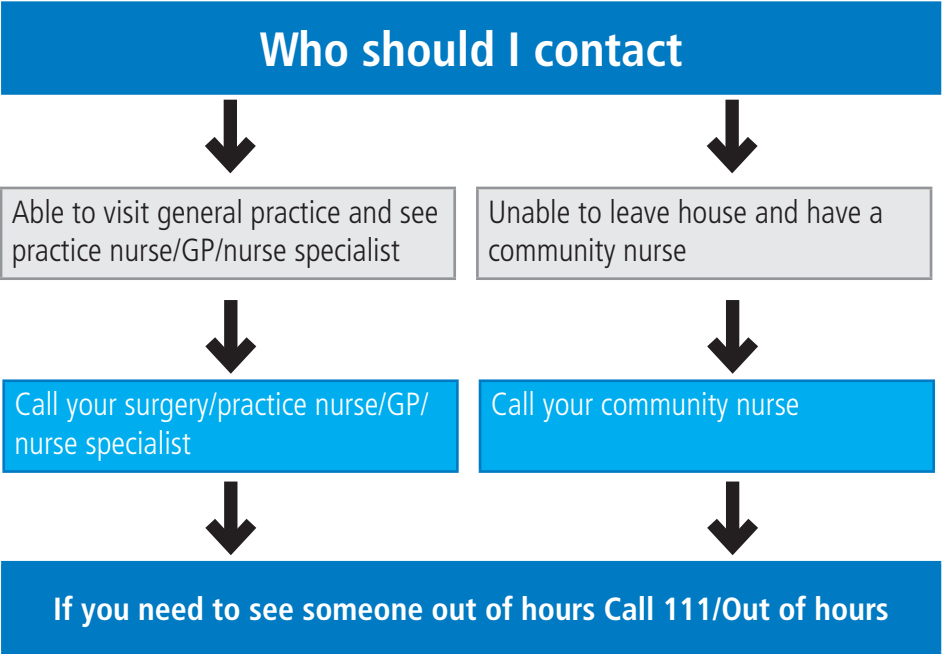 Who should I contact
Able to visit general practice and see
practice nurse/GP/nurse specialist
Unable to leave house and have a
community nurse
Call your surgery/practice nurse/GP/
nurse specialist
Call your community nurse
If you need to see someone out of hours Call 111/Out of hours